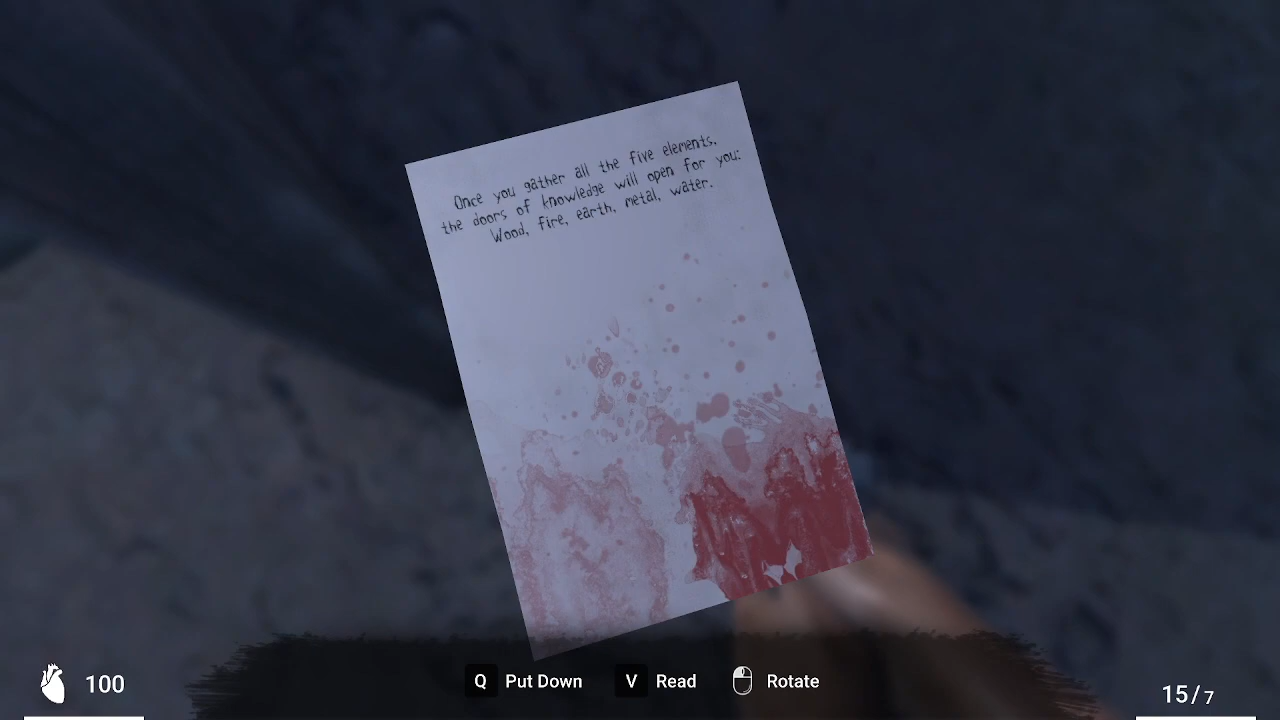 Once you gather all the five elements,
the doors of knowledge will open for you:
Wood, fire, earth, metal, water.
100
Q Put Down V Read Rotate
15/7